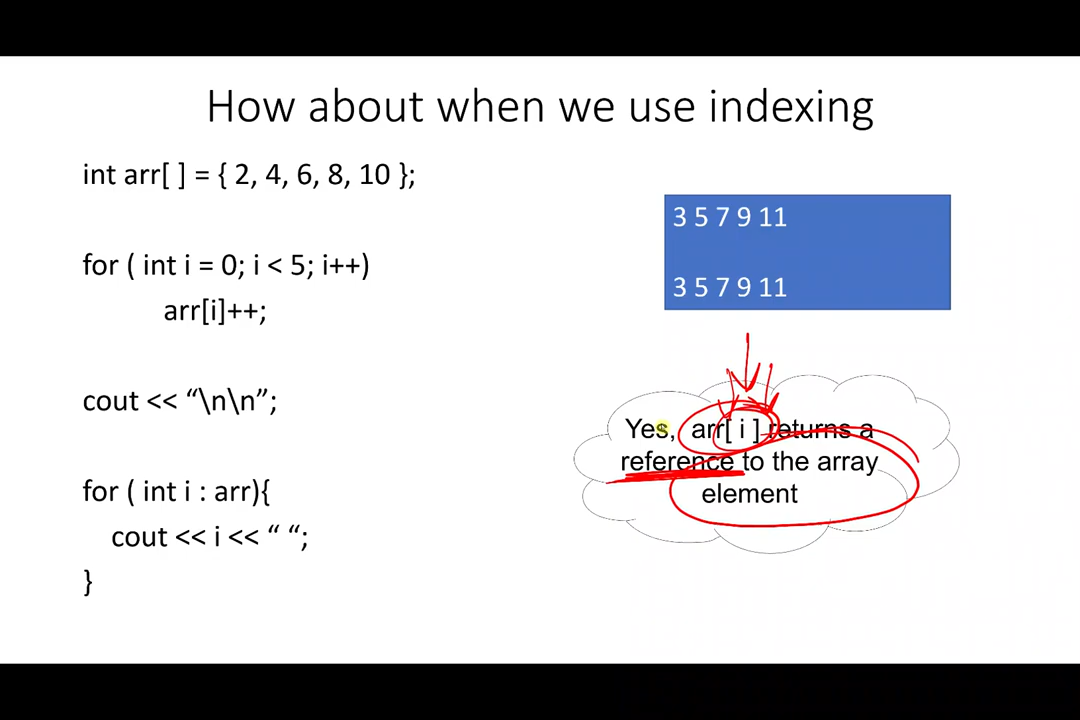 How about when we use indexing
int arr[ ] = { 2, 4, 6, 8, 10 };
for ( int i = 0; i < 5; i++)
arr[i]++;
cout << “\n\n”;
for ( int i : arr){
cout << i << “ “;
}
3 5 7 9 11
3 5 7 9 11
Yes, arr[ i ] returns a
reference to the array
element